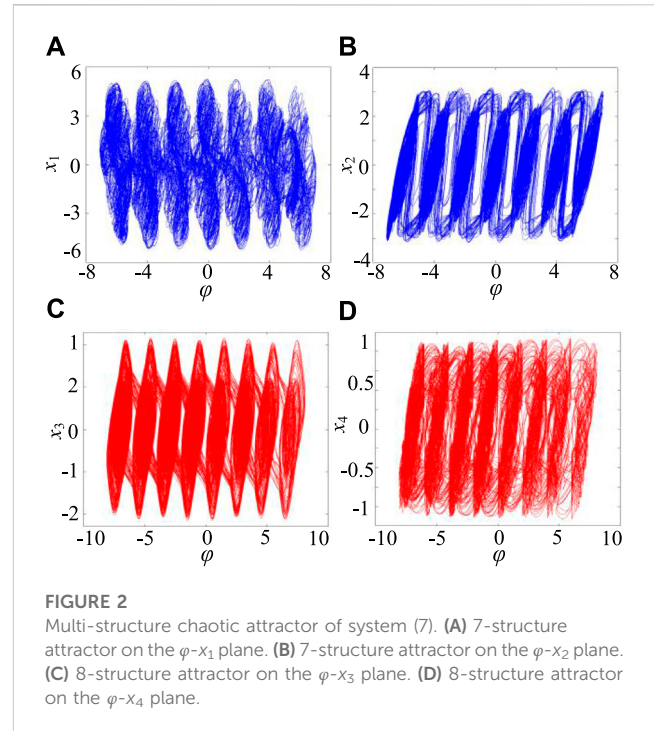 A
B
6
3
0
-3
-6
x1
-8
-4
0
4
8
φ
4
2
0
-2
-4
x2
-8
-4
0
4
8
φ
C
D
1
2
0
-1
-2
x3
-10
-5
0
5
10
φ
1
0.5
0
-0.5
-1
x4
-10
-5
0
5
10
φ
FIGURE 2
Multi-structure chaotic attractor of system (7). (A) 7-structure
attractor on the φ-x1 plane. (B) 7-structure attractor on the φ-x2 plane.
(C) 8-structure attractor on the φ-x3 plane. (D) 8-structure attractor
on the φ-x4 plane.